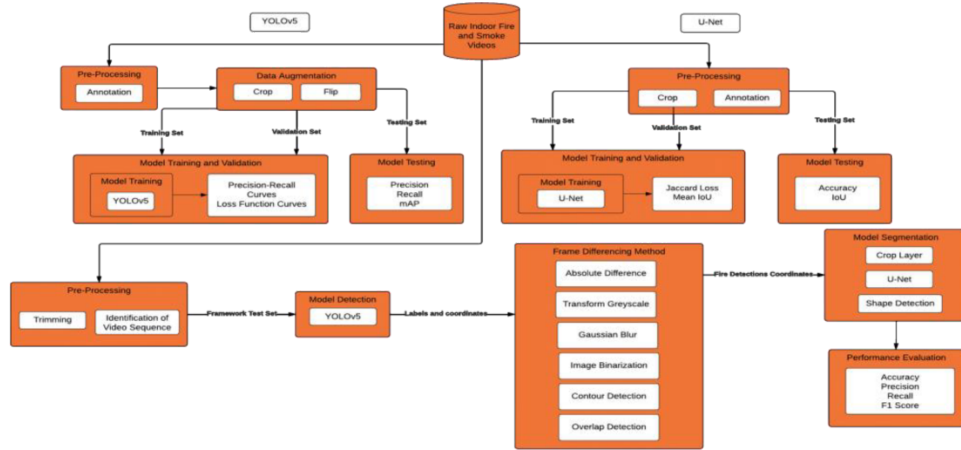 YOLOv5
Raw Indoor Fire
and Smoke
Videos
U-Net
Pre-Processing
Annotation
Data Augmentation
Crop
Flip
Training Set
Validation Set
Testing Set
Model Training and Validation
Model Training
YOLOv5
Precision-Recall
Curves
Loss Function Curves
Model Testing
Precision
Recall
mAP
Pre-Processing
Crop
Annotation
Training Set
Validation Set
Testing Set
Model Training and Validation
Model Training
U-Net
Jaccard Loss
Mean IoU
Model Testing
Accuracy
IoU
Pre-Processing
Trimming
Identification of
Video Sequence
Framework Test Set
Model Detection
YOLOv5
Labels and coordinates
Frame Differencing Method
Absolute Difference
Transform Greyscale
Gaussian Blur
Image Binarization
Contour Detection
Overlap Detection
Fire Detections Coordinates
Model Segmentation
Crop Layer
U-Net
Shape Detection
Performance Evaluation
Accuracy
Precision
Recall
F1 Score